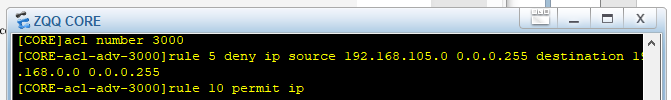 ZQQ CORE
[CORE]acl number 3000
[CORE-acl-adv-3000]rule 5 deny ip source 192.168.105.0 0.0.0.255 destination 19
.168.0.0 0.0.0.255
[CORE-acl-adv-3000]rule 10 permit ip